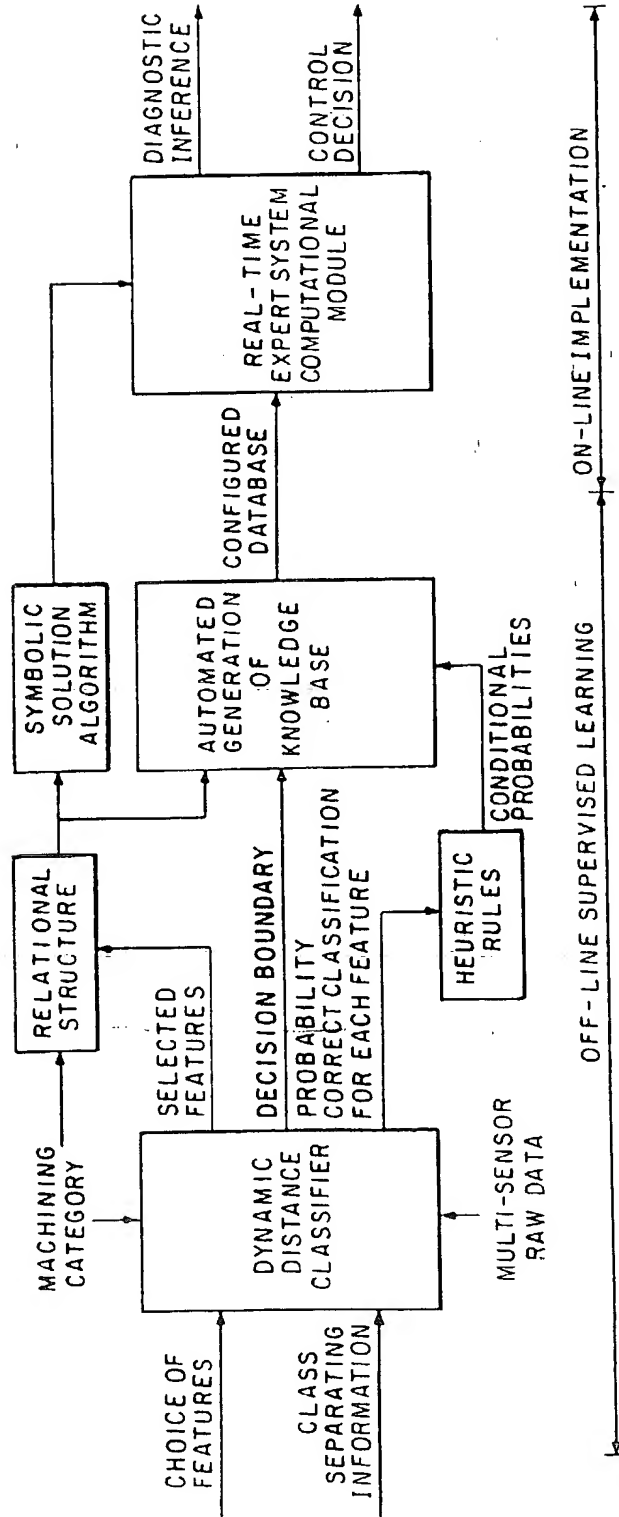 CHOICE OF
FEATURES
CLASS
SEPARATING
INFORMATION
MACHINING
CATEGORY
DYNAMIC
DISTANCE
CLASSIFIER
MULTI-SENSOR
RAW DATA
RELATIONAL
STRUCTURE
SELECTED
FEATURES
DECISION BOUNDARY
PROBABILITY
CORRECT CLASSIFICATION
FOR EACH FEATURE
HEURISTIC
RULES
CONDITIONAL
PROBABILITIES
SYMBOLIC
SOLUTION
ALGORITHM
AUTOMATED
GENERATION
OF
KNOWLEDGE
BASE
CONFIGURED
DATABASE
REAL-TIME
EXPERT SYSTEM
COMPUTATIONAL
MODULE
DIAGNOSTIC
INFERENCE
CONTROL
DECISION
OFF-LINE SUPERVISED LEARNING
ON-LINE IMPLEMENTATION